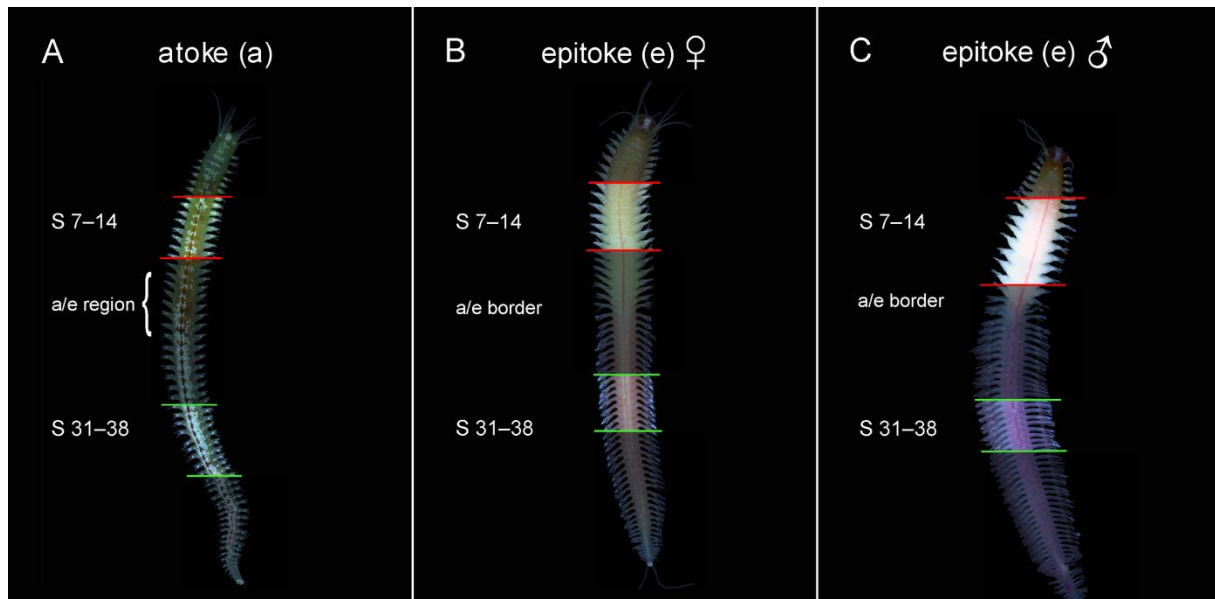 A
atoke (a)
S 7–14
a/e region
S 31–38
B
epitoke (e) ♀
S 7–14
a/e border
S 31–38
C
epitoke (e) ♂
S 7–14
a/e border
S 31–38